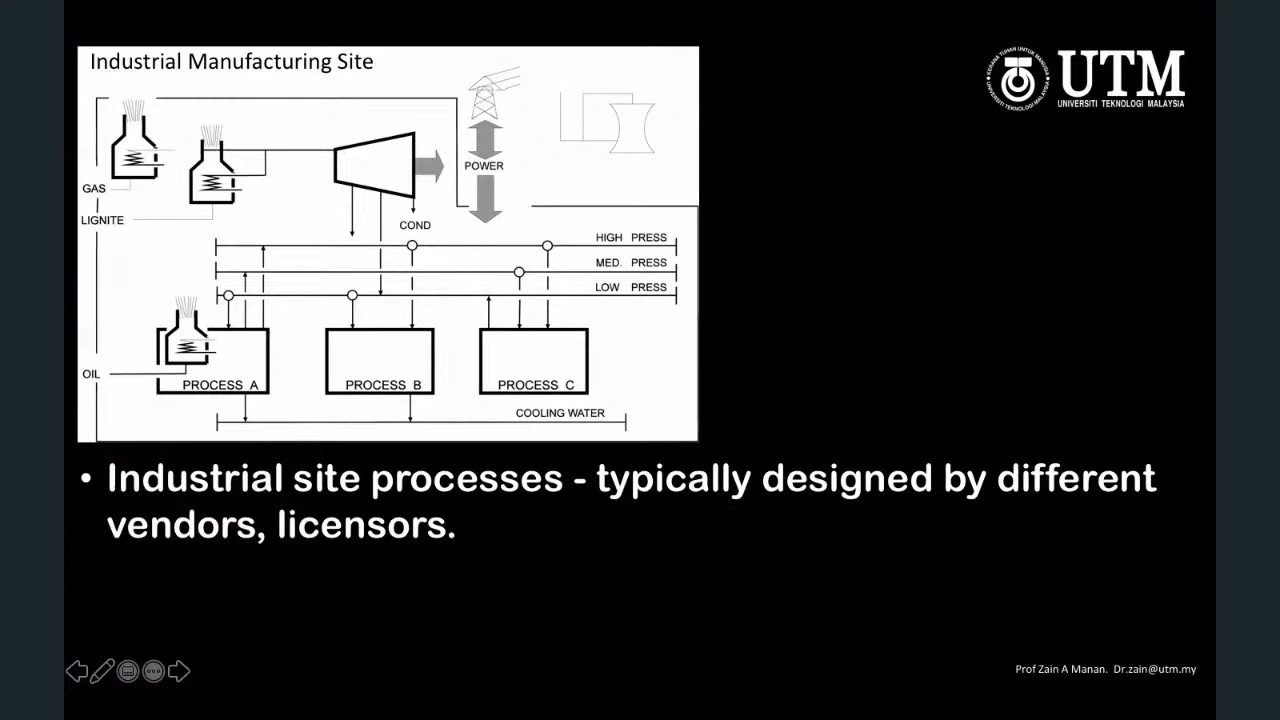 Industrial Manufacturing Site
UTM
UNIVERSITI TEKNOLOGI MALAYSIA
GAS
LIGNITE
POWER
COND
HIGH PRESS
MED. PRESS
LOW PRESS
OIL
PROCESS A
PROCESS B
PROCESS C
COOLING WATER
• Industrial site processes - typically designed by different
vendors, licensors.
Prof Zain A Manan. Dr.zain@utm.my